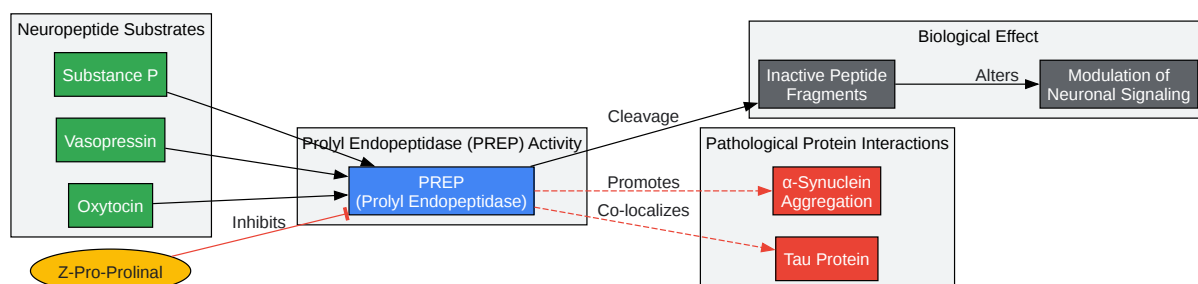 Neuropeptide Substrates
Substance P
Vasopressin
Oxytocin
Z-Pro-Prolinal
Inhibits
Prolyl Endopeptidase (PREP) Activity
PREP
(Prolyl Endopeptidase)
Cleavage
Promotes
Co-localizes
Biological Effect
Inactive Peptide
Fragments
Alters
Modulation of
Neuronal Signaling
Pathological Protein Interactions
α-Synuclein
Aggregation
Tau Protein